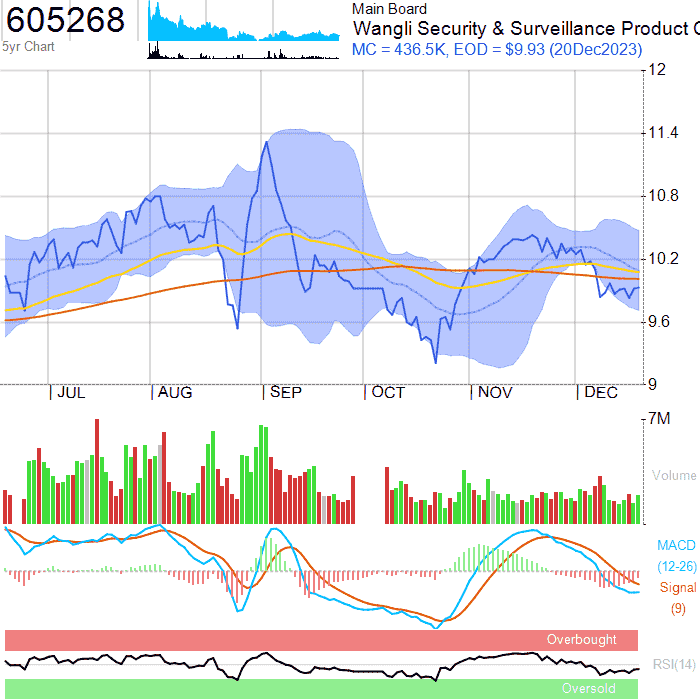 605268
5yr Chart
Main Board
Wangli Security & Surveillance Product C
MC = 436.5K, EOD = $9.93 (20Dec2023)
12
11.4
10.8
10.2
9.6
9
JUL AUG SEP OCT NOV DEC
7M
Volume
MACD
(12-26)
Signal
(9)
Overbought
RSI(14)
Oversold